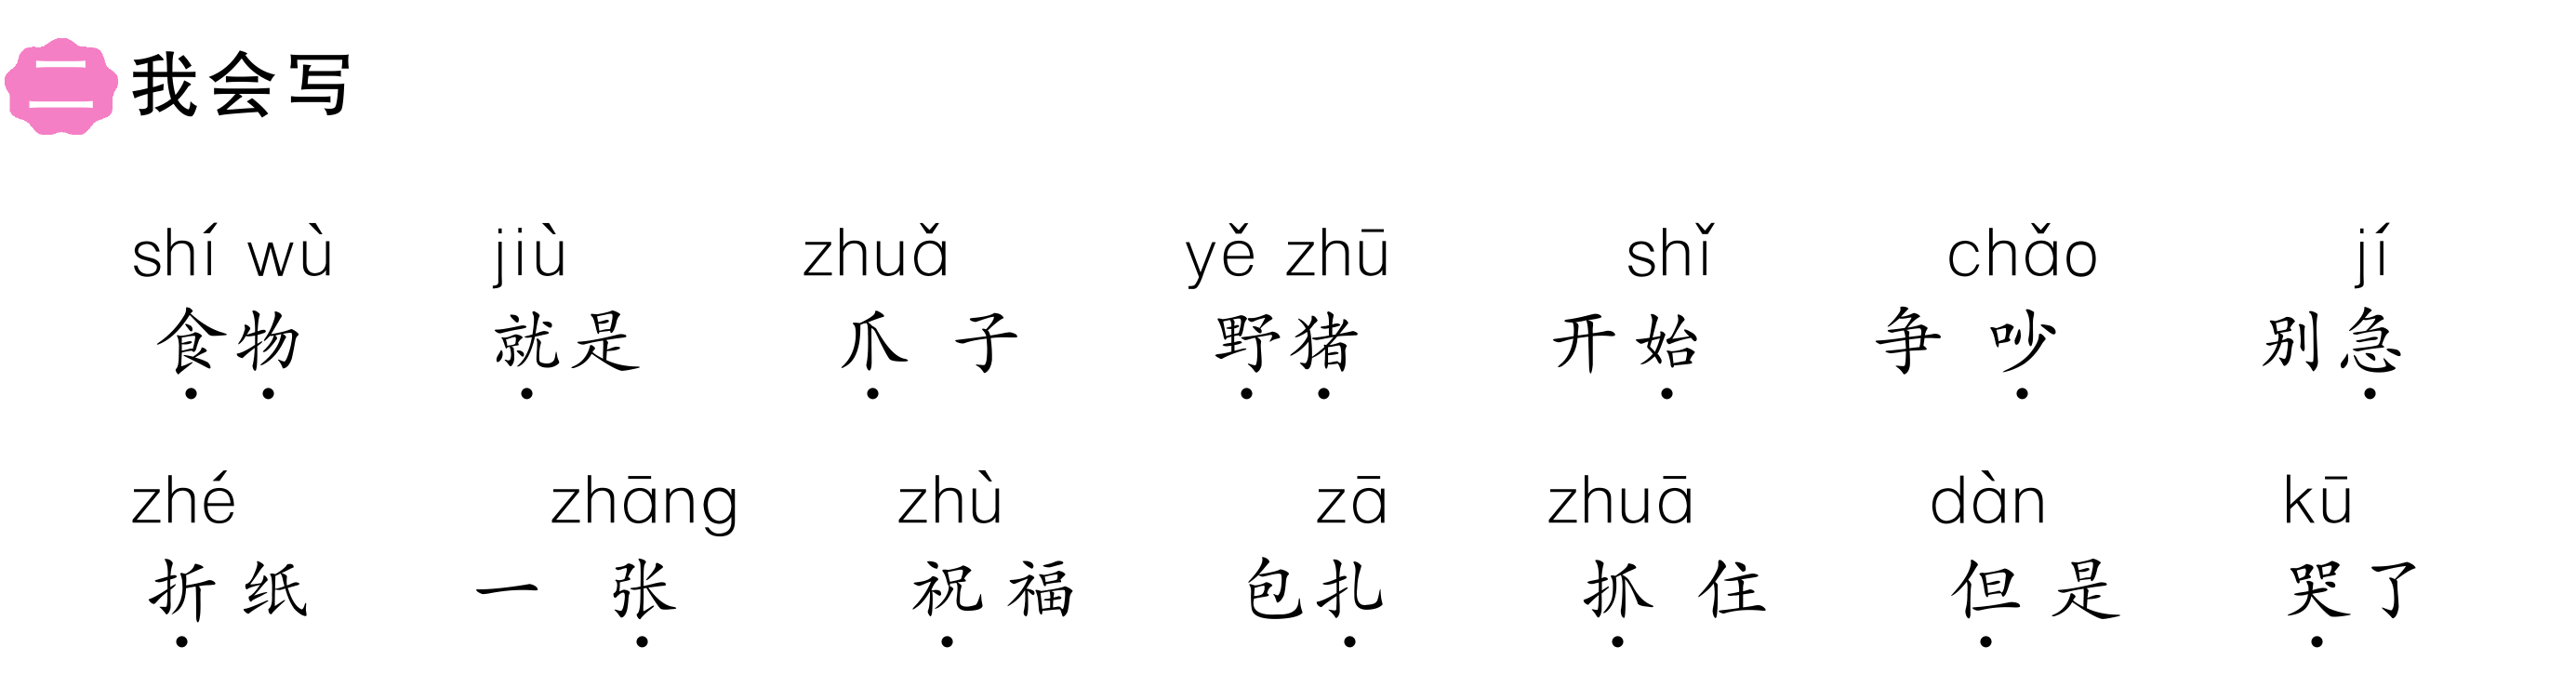 二 我会写
shí wù jiù zhuǎ yě zhū shǐ chǎo jí
食物 就是 爪子 野猪 开始 争吵 别急
zhé zhāng zhù zā zhuā dàn kū
折纸 一张 祝福 包扎 抓住 但是 哭了